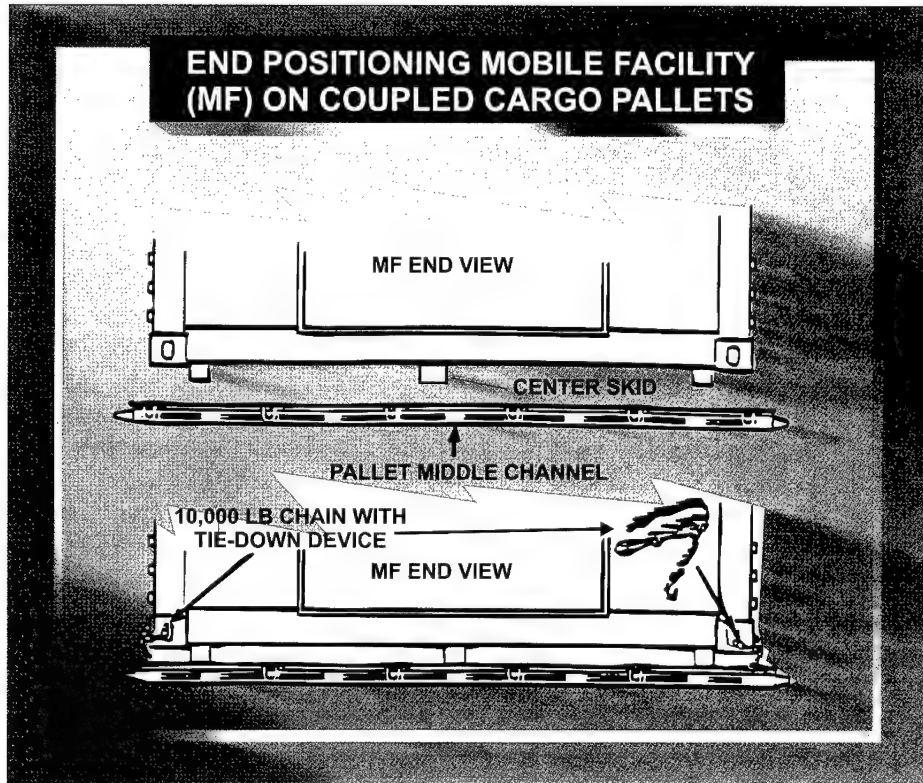 END POSITIONING MOBILE FACILITY
(MF) ON COUPLED CARGO PALLETS
MF END VIEW
CENTER SKID
PALLET MIDDLE CHANNEL
10,000 LB CHAIN WITH
TIE-DOWN DEVICE
MF END VIEW